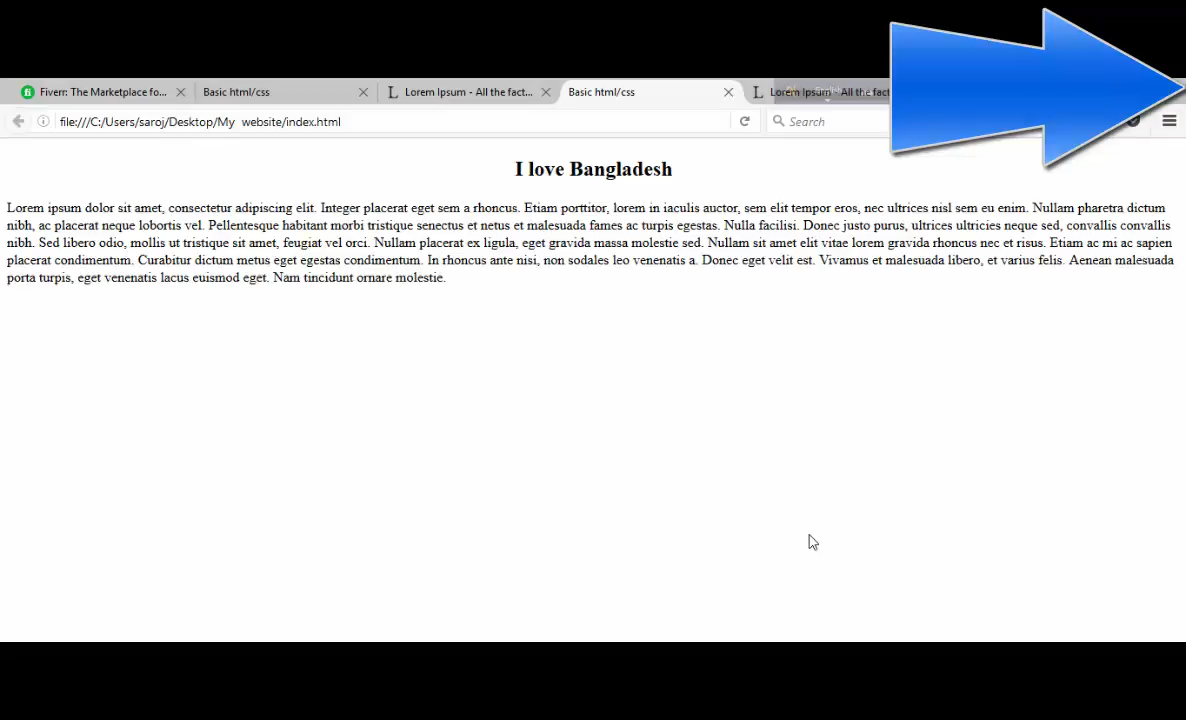 Fiverr: The Marketplace fo...
Basic html/css
Lorem Ipsum - All the fact...
Basic html/css
Lorem Ipsum - All the fact
file:///C:/Users/saroj/Desktop/My website/index.html
Search
I love Bangladesh
Lorem ipsum dolor sit amet, consectetur adipiscing elit. Integer placerat eget sem a rhoncus. Etiam porttitor, lorem in iaculis auctor, sem elit tempor eros, nec ultrices nisl sem eu enim. Nullam pharetra dictum
nibh, ac placerat neque lobortis vel. Pellentesque habitant morbi tristique senectus et netus et malesuada fames ac turpis egestas. Nulla facilisi. Donec justo purus, ultrices ultricies neque sed, convallis convallis
nibh. Sed libero odio, mollis ut tristique sit amet, feugiat vel orci. Nullam placerat ex ligula, eget gravida massa molestie sed. Nullam sit amet elit vitae lorem gravida rhoncus nec et risus. Etiam ac mi ac sapien
placerat condimentum. Curabitur dictum metus eget egestas condimentum. In rhoncus ante nisi, non sodales leo venenatis a. Donec eget velit est. Vivamus et malesuada libero, et varius felis. Aenean malesuada
porta turpis, eget venenatis lacus euismod eget. Nam tincidunt ornare molestie.